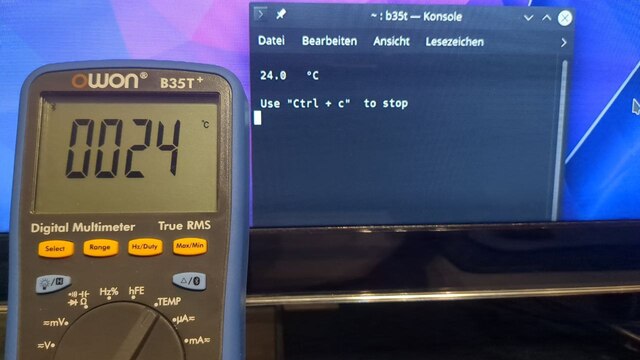 OWON® B35T+
0024 °C
Digital Multimeter True RMS
Select Range Hz/Duty Max/Min
Hz% hFE
Ω TEMP
≂mV ≂µA
≂V ≂mA
~ : b35t — Konsole
Datei Bearbeiten Ansicht Lesezeichen
24.0 °C
Use "Ctrl + c" to stop